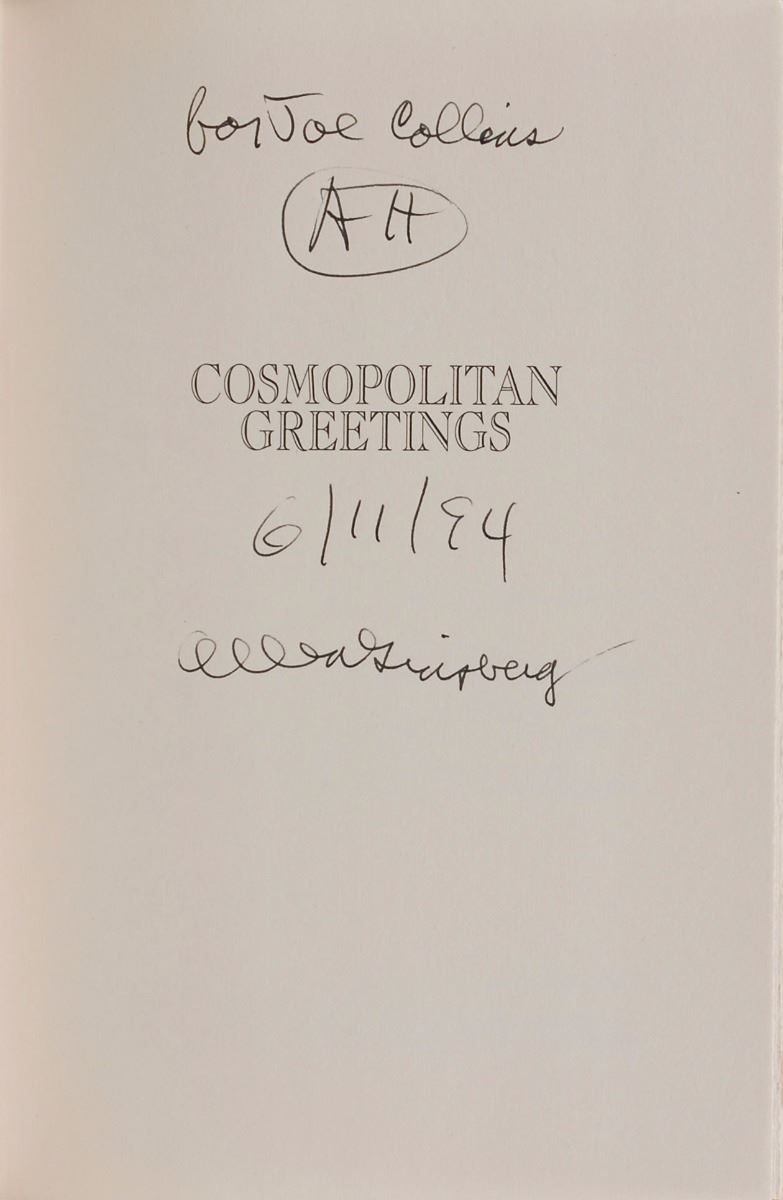 for Joe Collins
AH
COSMOPOLITAN
GREETINGS
6/11/94
Allen Ginsberg